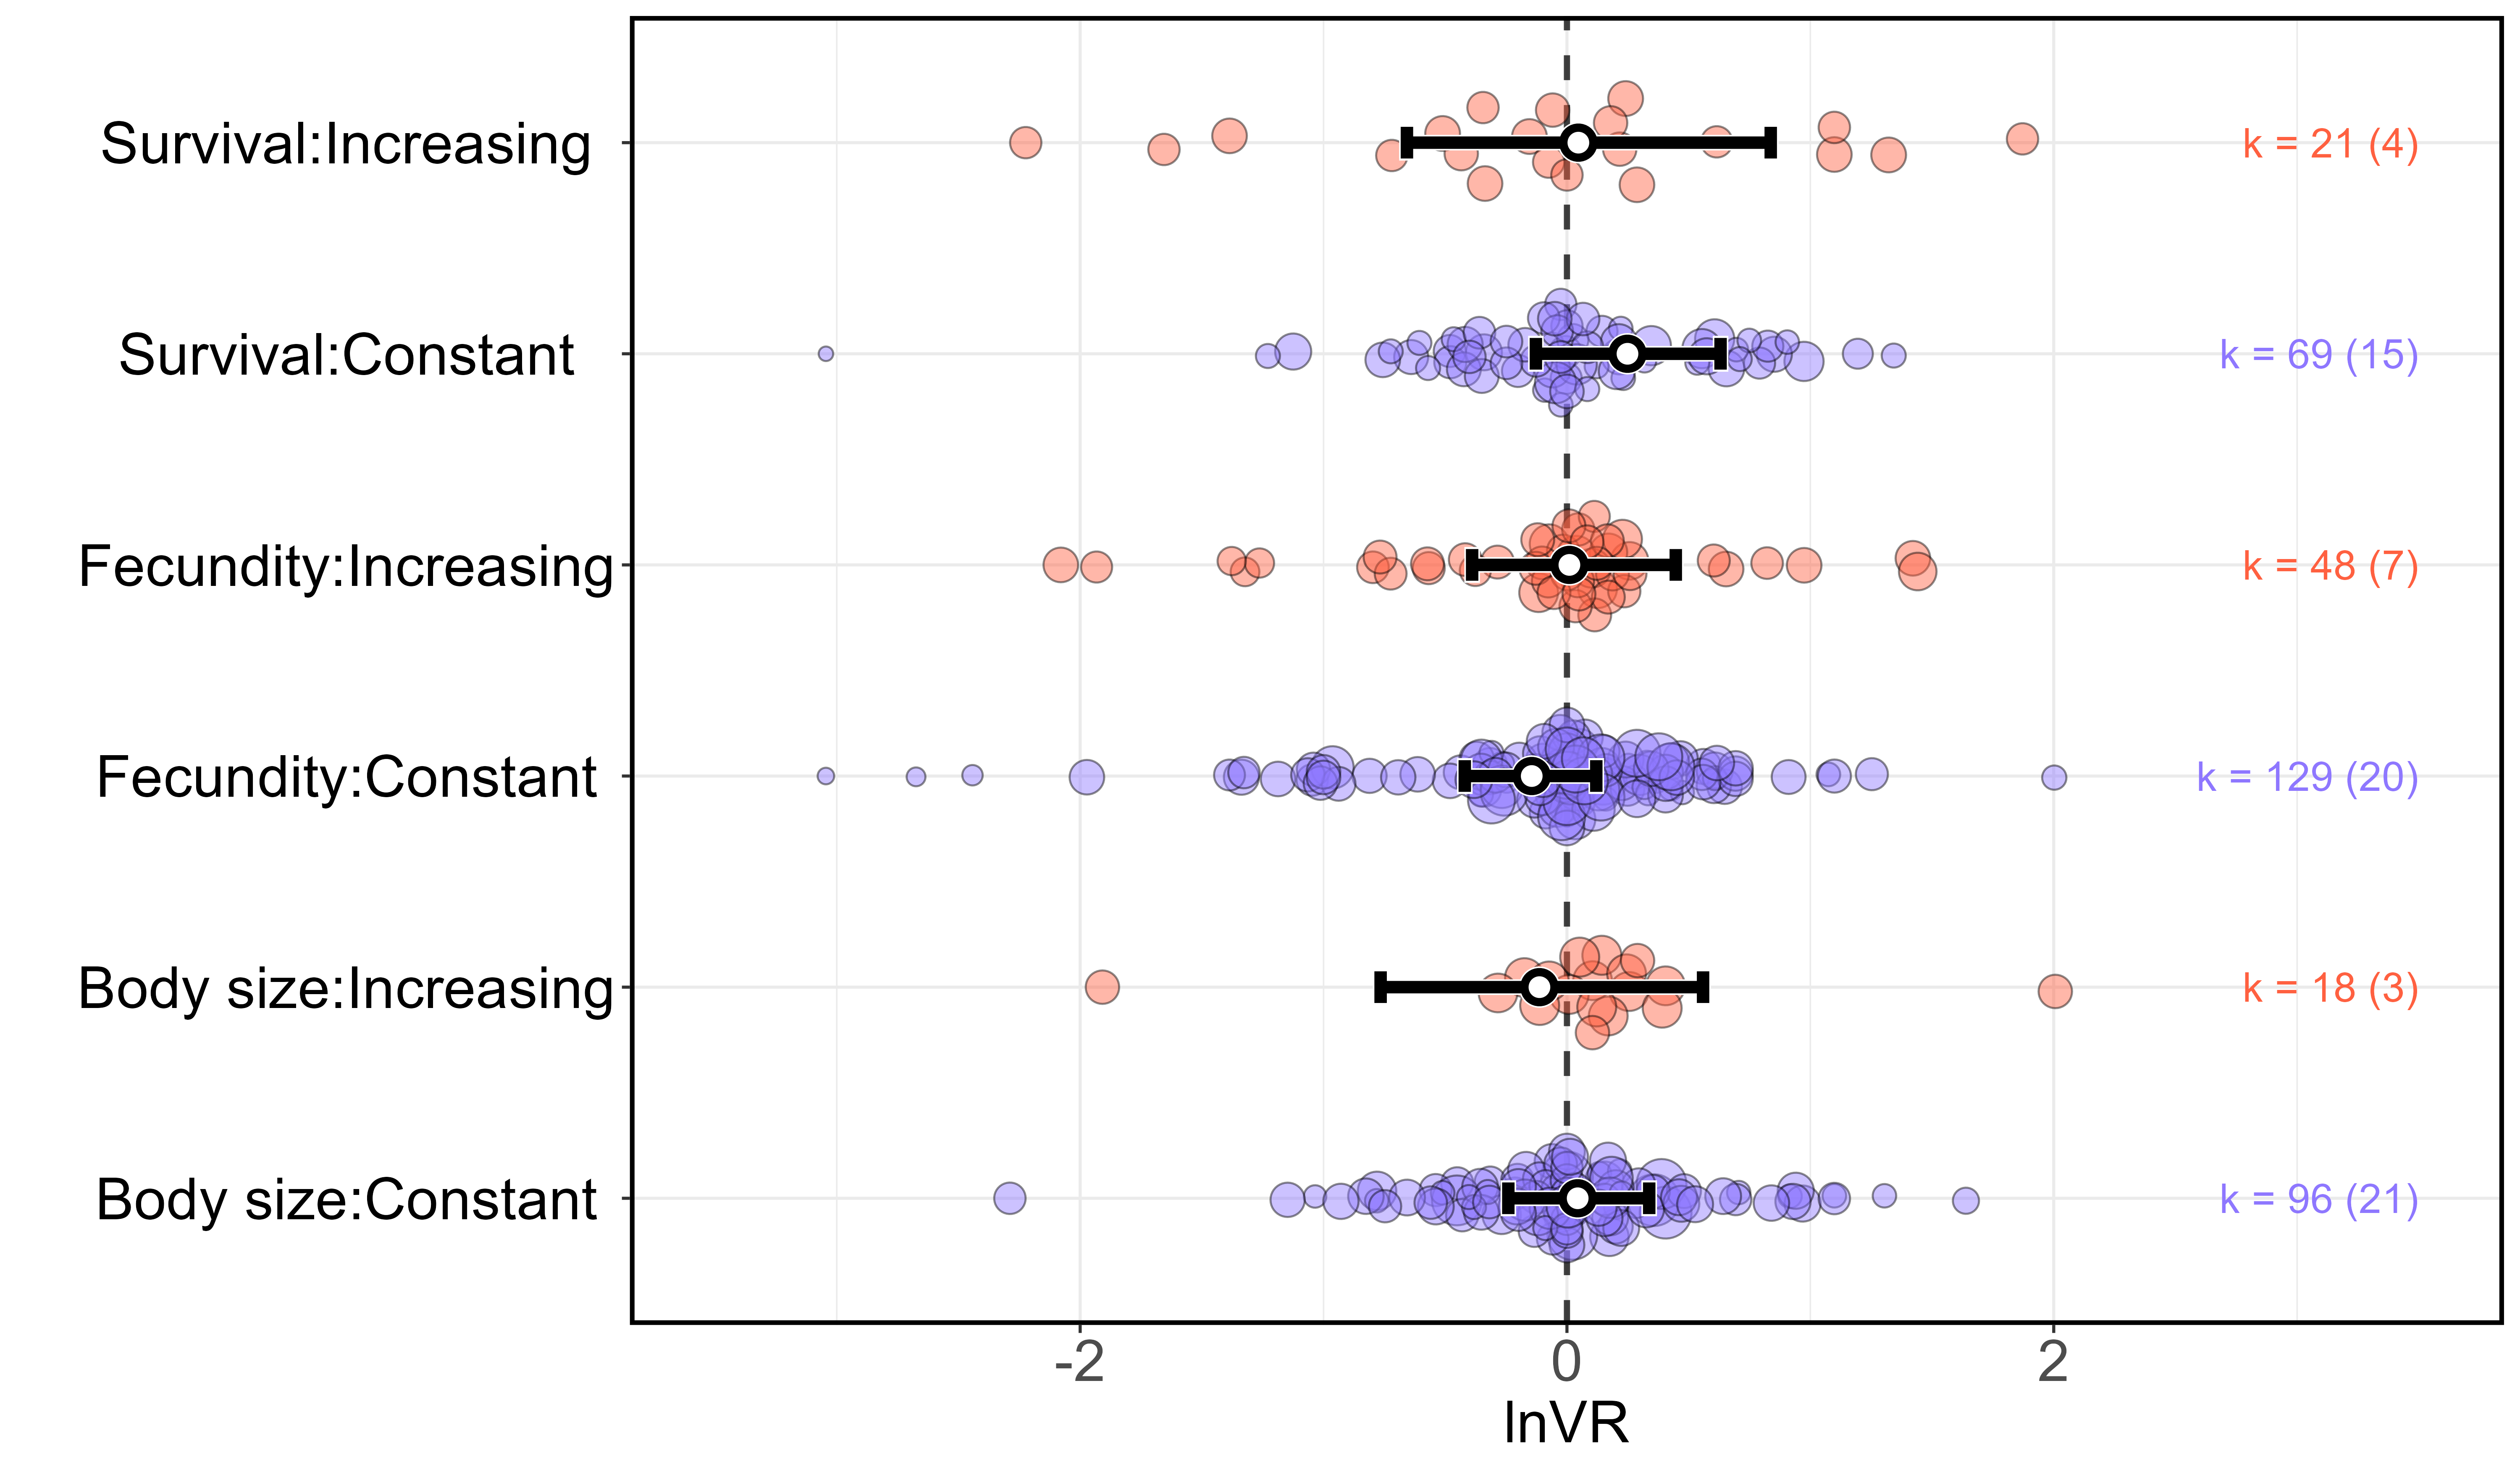 Survival:Increasing k = 21 (4)
Survival:Constant k = 69 (15)
Fecundity:Increasing k = 48 (7)
Fecundity:Constant k = 129 (20)
Body size:Increasing k = 18 (3)
Body size:Constant k = 96 (21)
-2 0 2
lnVR